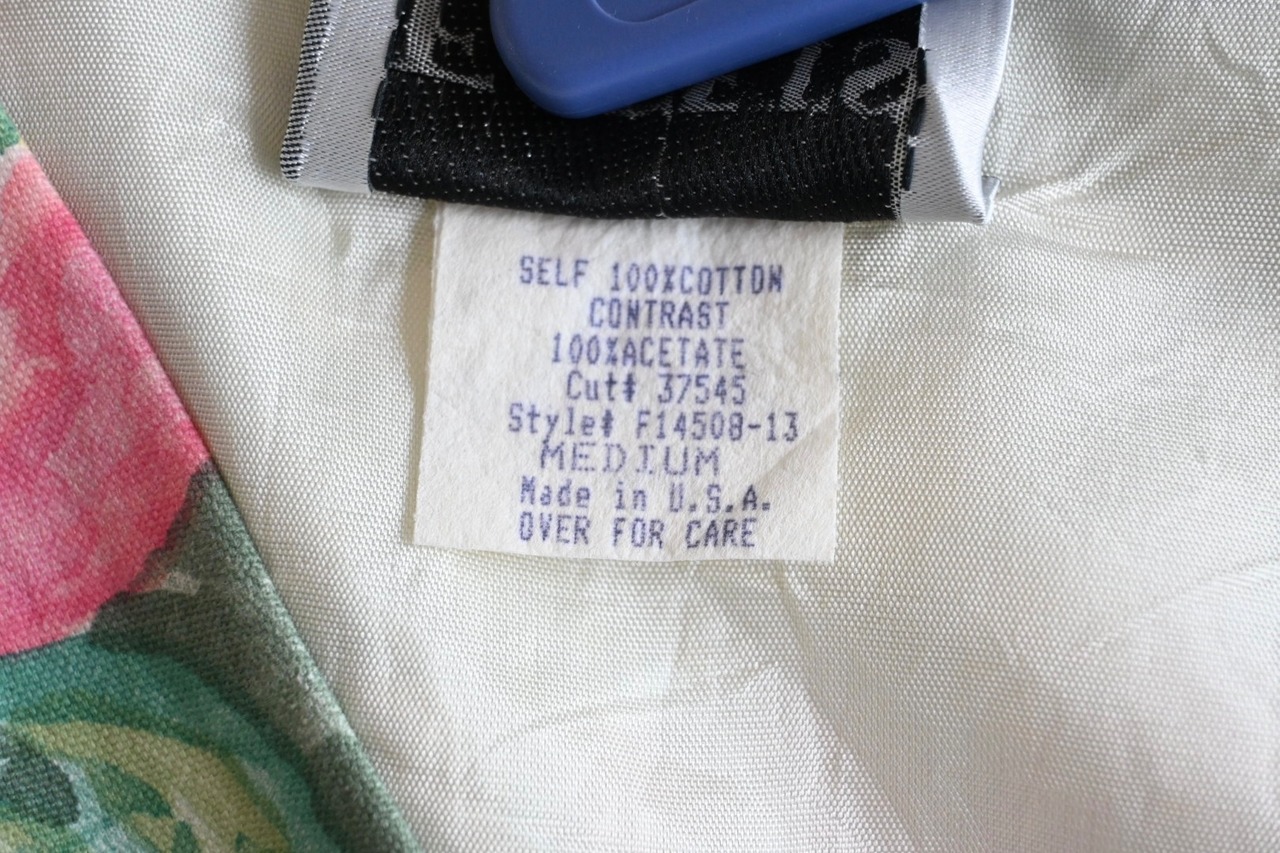 SELF 100%COTTON
CONTRAST
100%ACETATE
Cut# 37545
Style# F14508-13
MEDIUM
Made in U.S.A.
OVER FOR CARE